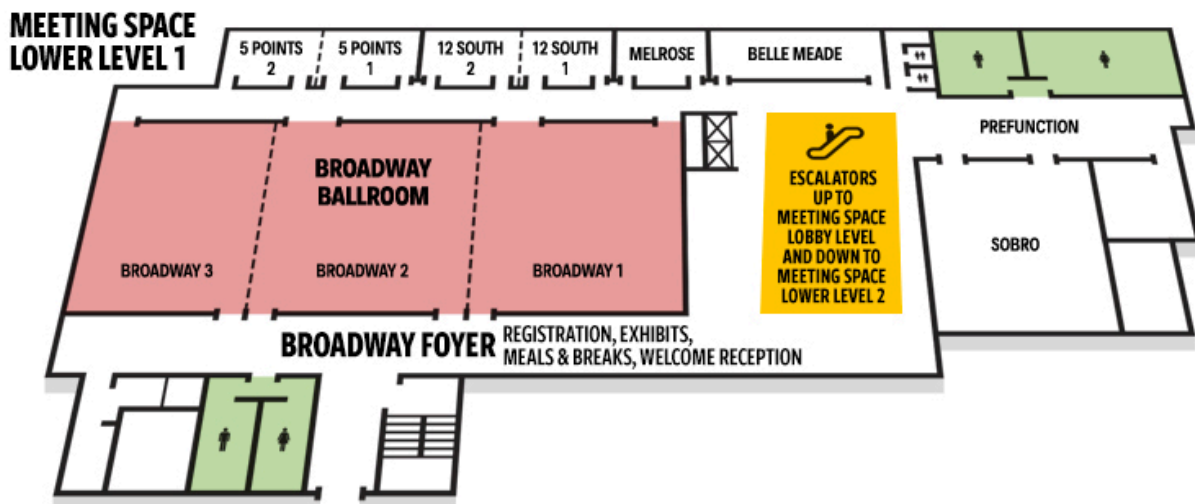 MEETING SPACE
LOWER LEVEL 1
5 POINTS
2
5 POINTS
1
12 SOUTH
2
12 SOUTH
1
MELROSE
BELLE MEADE
PREFUNCTION
BROADWAY
BALLROOM
ESCALATORS
UP TO
MEETING SPACE
LOBBY LEVEL
AND DOWN TO
MEETING SPACE
LOWER LEVEL 2
SOBRO
BROADWAY 3
BROADWAY 2
BROADWAY 1
BROADWAY FOYER
REGISTRATION, EXHIBITS,
MEALS & BREAKS, WELCOME RECEPTION